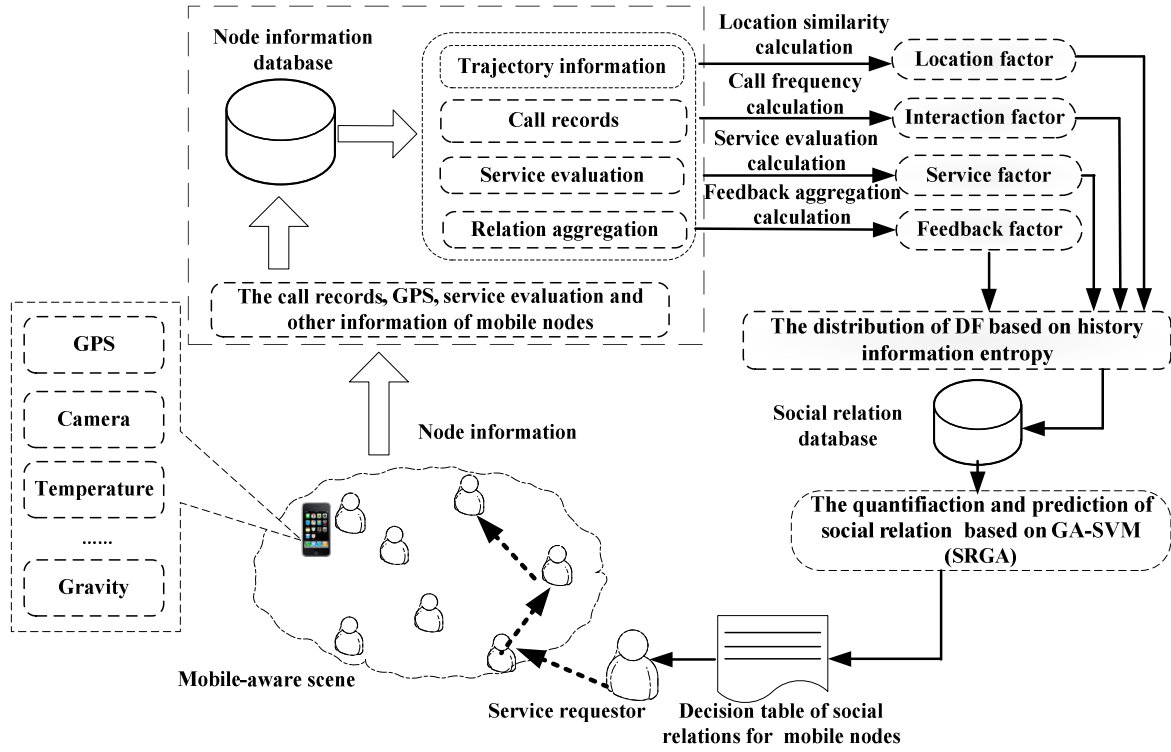 Node information
database
Trajectory information
Call records
Service evaluation
Relation aggregation
Location similarity
calculation
Call frequency
calculation
Service evaluation
calculation
Feedback aggregation
calculation
Location factor
Interaction factor
Service factor
Feedback factor
The call records, GPS, service evaluation and
other information of mobile nodes
The distribution of DF based on history
information entropy
GPS
Camera
Temperature
......
Gravity
Node information
Social relation
database
The quantifiaction and prediction of
social relation based on GA-SVM
(SRGA)
Mobile-aware scene
Service requestor
Decision table of social
relations for mobile nodes